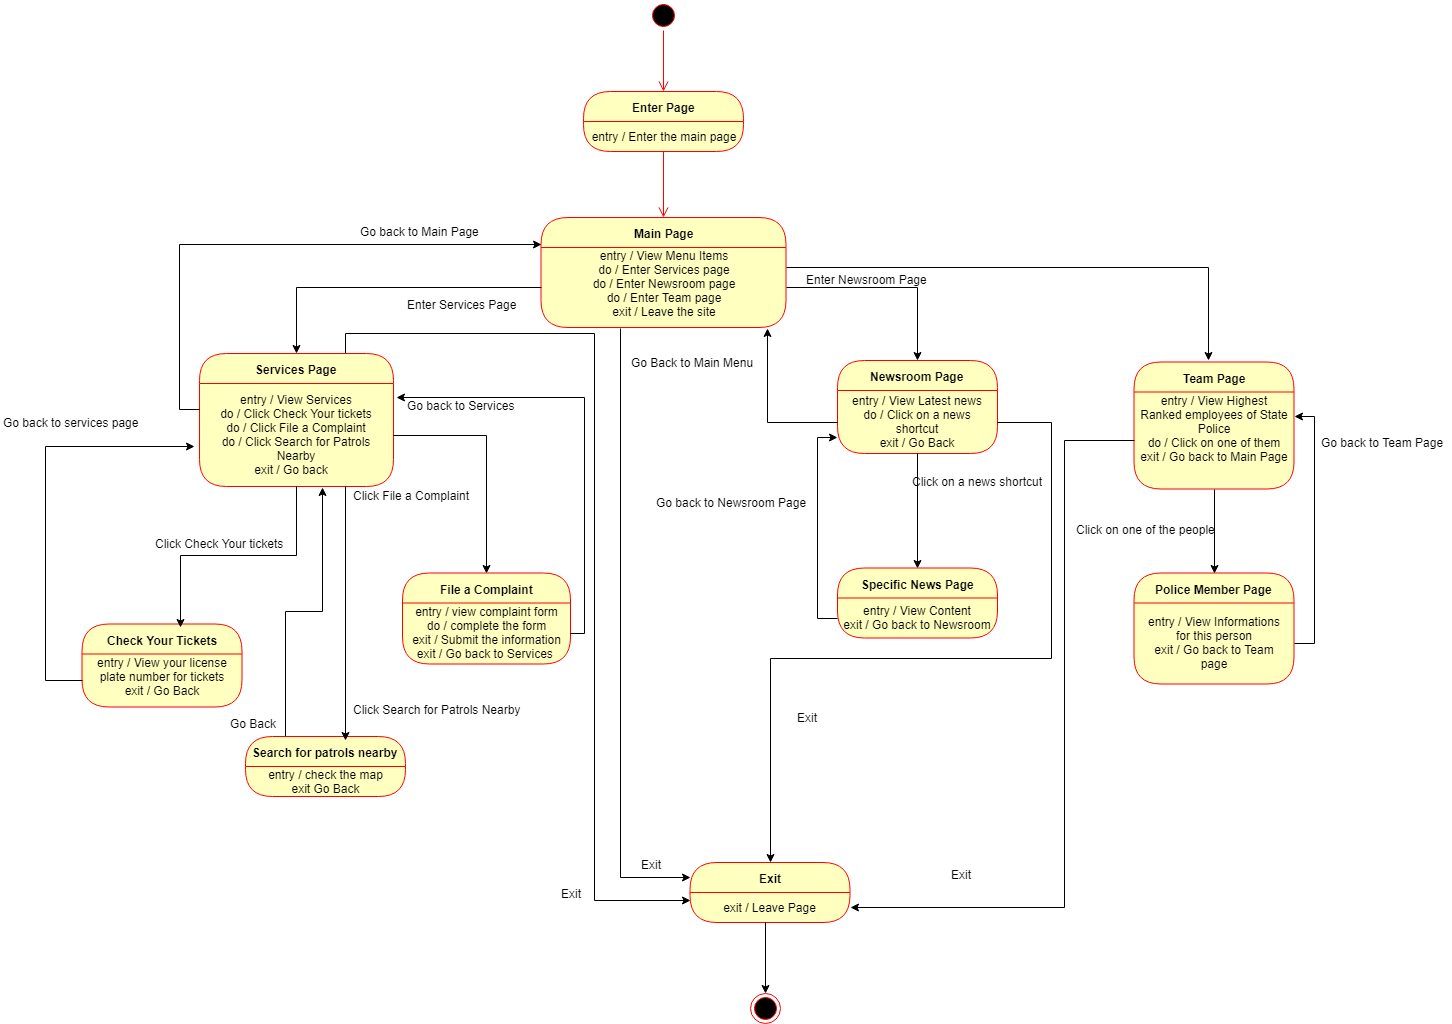 Enter Page
entry / Enter the main page
Main Page
entry / View Menu Items
do / Enter Services page
do / Enter Newsroom page
do / Enter Team page
exit / Leave the site
Go back to Main Page
Enter Services Page
Enter Newsroom Page
Go Back to Main Menu
Services Page
entry / View Services
do / Click Check Your tickets
do / Click File a Complaint
do / Click Search for Patrols
Nearby
exit / Go back
Go back to Services
Go back to services page
Newsroom Page
entry / View Latest news
do / Click on a news
shortcut
exit / Go Back
Team Page
entry / View Highest
Ranked employees of State
Police
do / Click on one of them
exit / Go back to Main Page
Go back to Team Page
Click File a Complaint
Click on a news shortcut
Go back to Newsroom Page
Click on one of the people
Click Check Your tickets
File a Complaint
entry / view complaint form
do / complete the form
exit / Submit the information
exit / Go back to Services
Specific News Page
entry / View Content
exit / Go back to Newsroom
Police Member Page
entry / View Informations
for this person
exit / Go back to Team
page
Check Your Tickets
entry / View your license
plate number for tickets
exit / Go Back
Go Back
Click Search for Patrols Nearby
Search for patrols nearby
entry / check the map
exit Go Back
Exit
Exit
Exit
Exit
Exit
exit / Leave Page